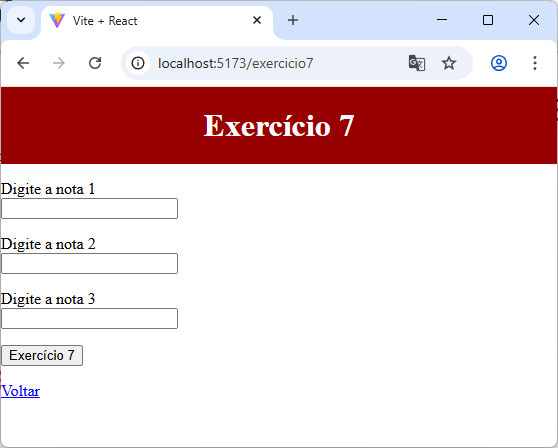 Vite + React
localhost:5173/exercicio7
Exercício 7
Digite a nota 1
Digite a nota 2
Digite a nota 3
Exercício 7
Voltar